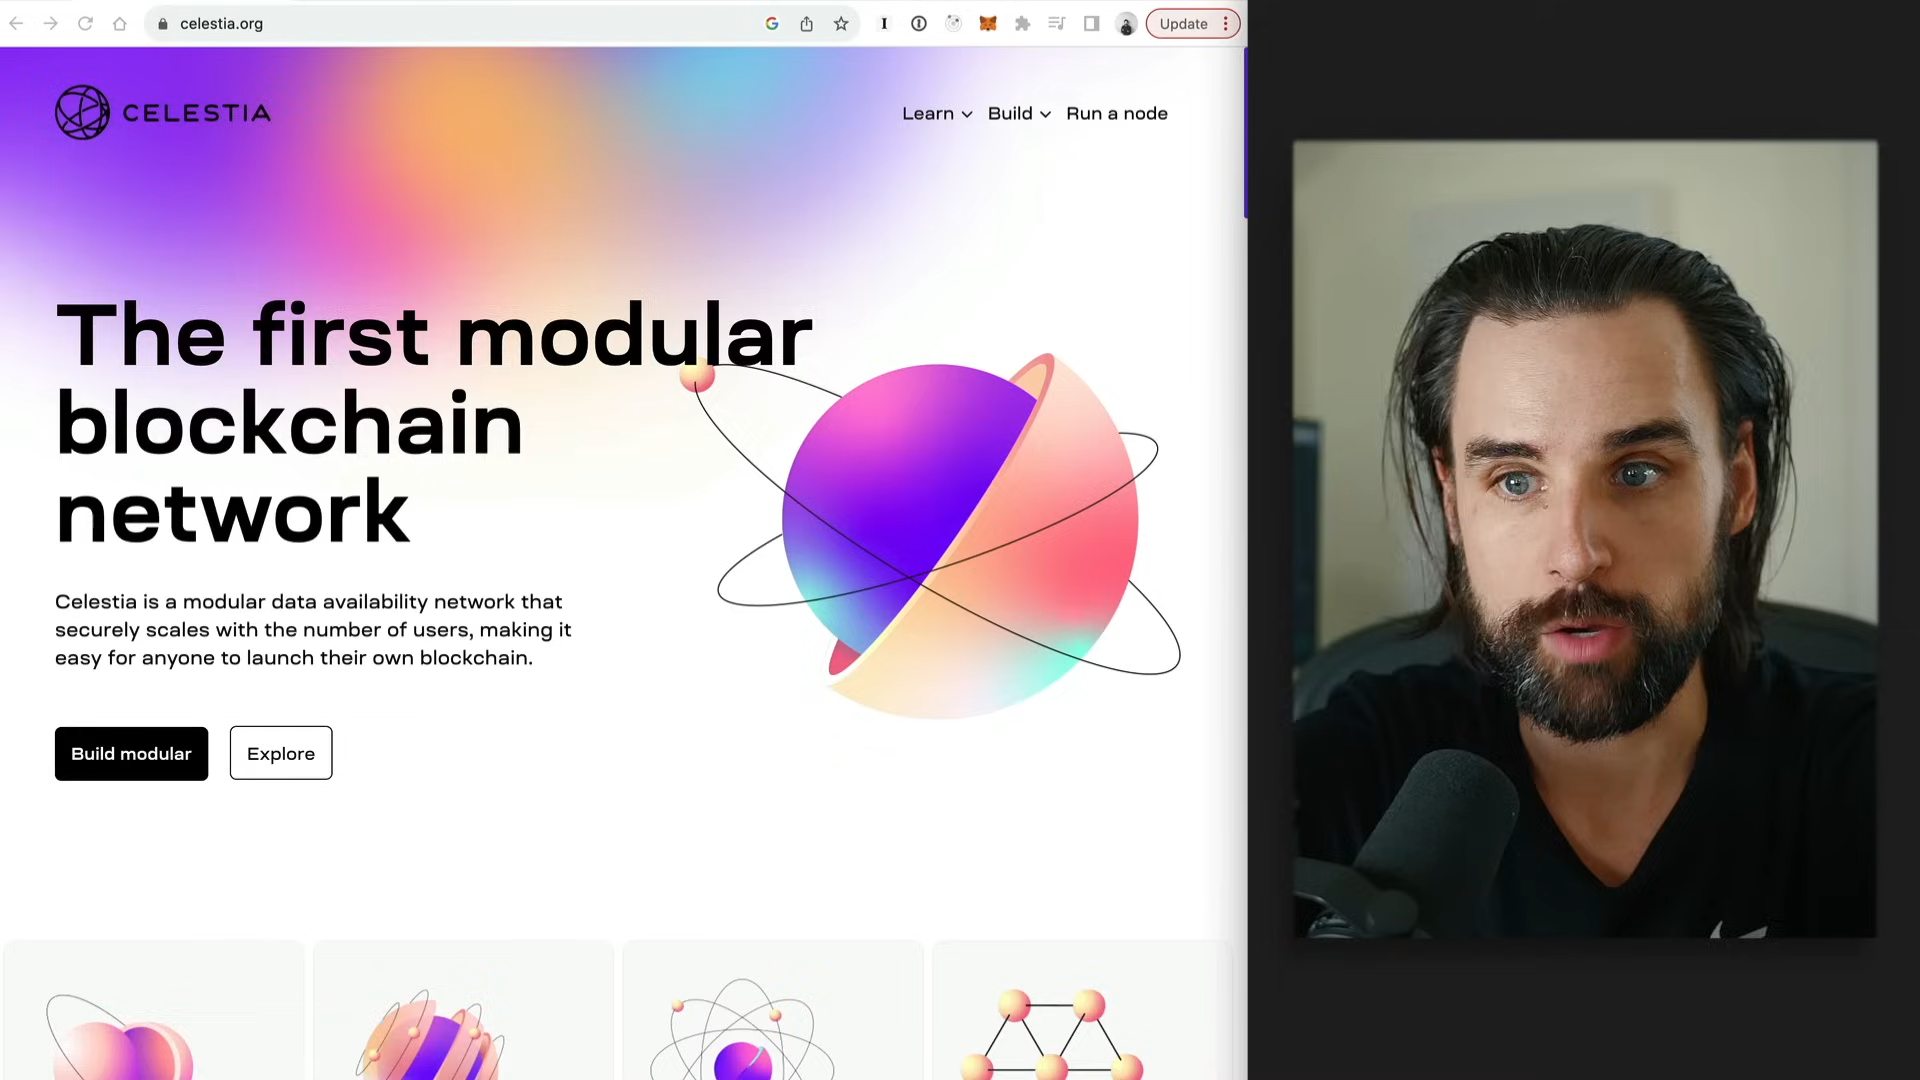 celestia.org
Update
CELESTIA
Learn
Build
Run a node
The first modular
blockchain
network
Celestia is a modular data availability network that
securely scales with the number of users, making it
easy for anyone to launch their own blockchain.
Build modular
Explore